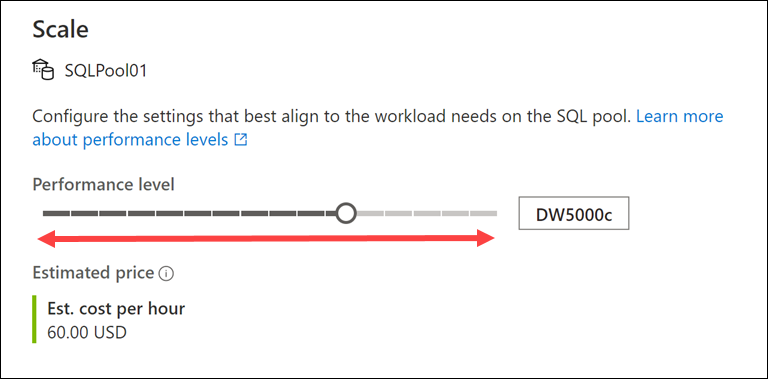 Scale
SQLPool01
Configure the settings that best align to the workload needs on the SQL pool. Learn more
about performance levels
Performance level
DW5000c
Estimated price
Est. cost per hour
60.00 USD